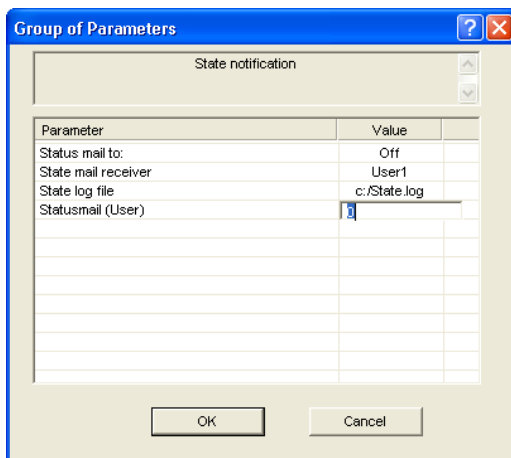 Group of Parameters
State notification
Parameter Value
Status mail to: Off
State mail receiver User1
State log file c:/State.log
Statusmail (User) 0
OK Cancel